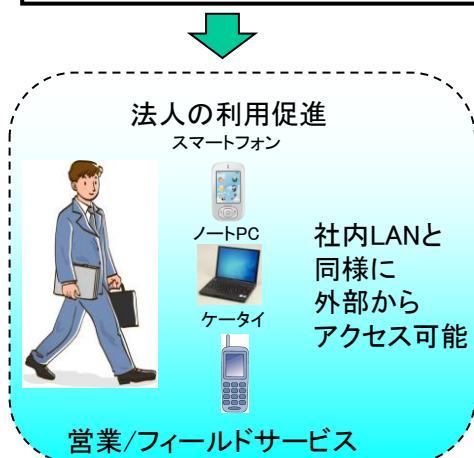 法人の利用促進
スマートフォン
ノートPC
ケータイ
社内LANと
同様に
外部から
アクセス可能
営業/フィールドサービス